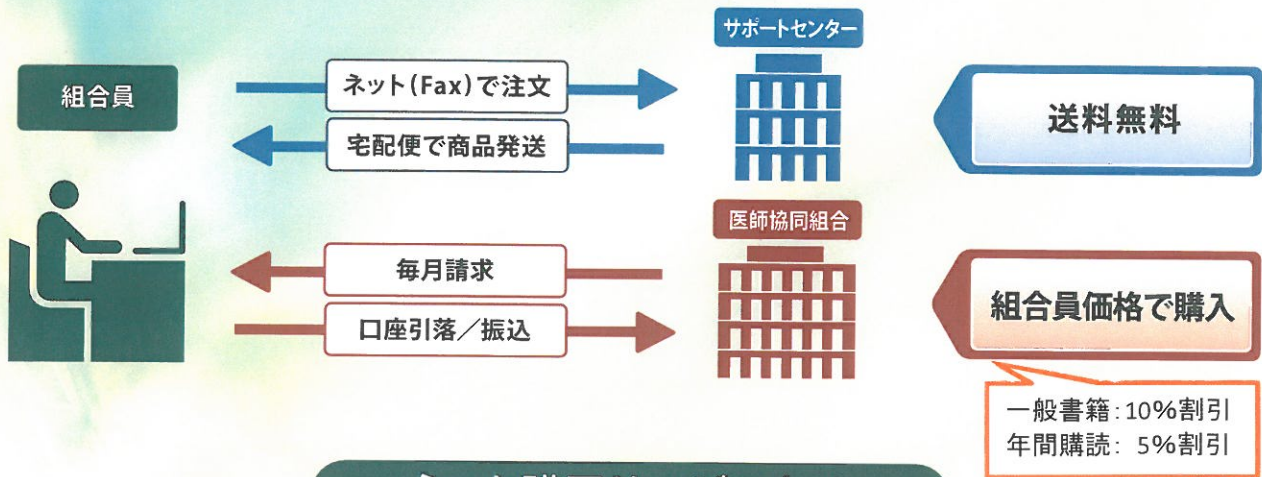 サポートセンター
組合員
ネット(Fax)で注文
宅配便で商品発送
送料無料
医師協同組合
毎月請求
口座引落／振込
組合員価格で購入
一般書籍：10%割引
年間購読： 5%割引